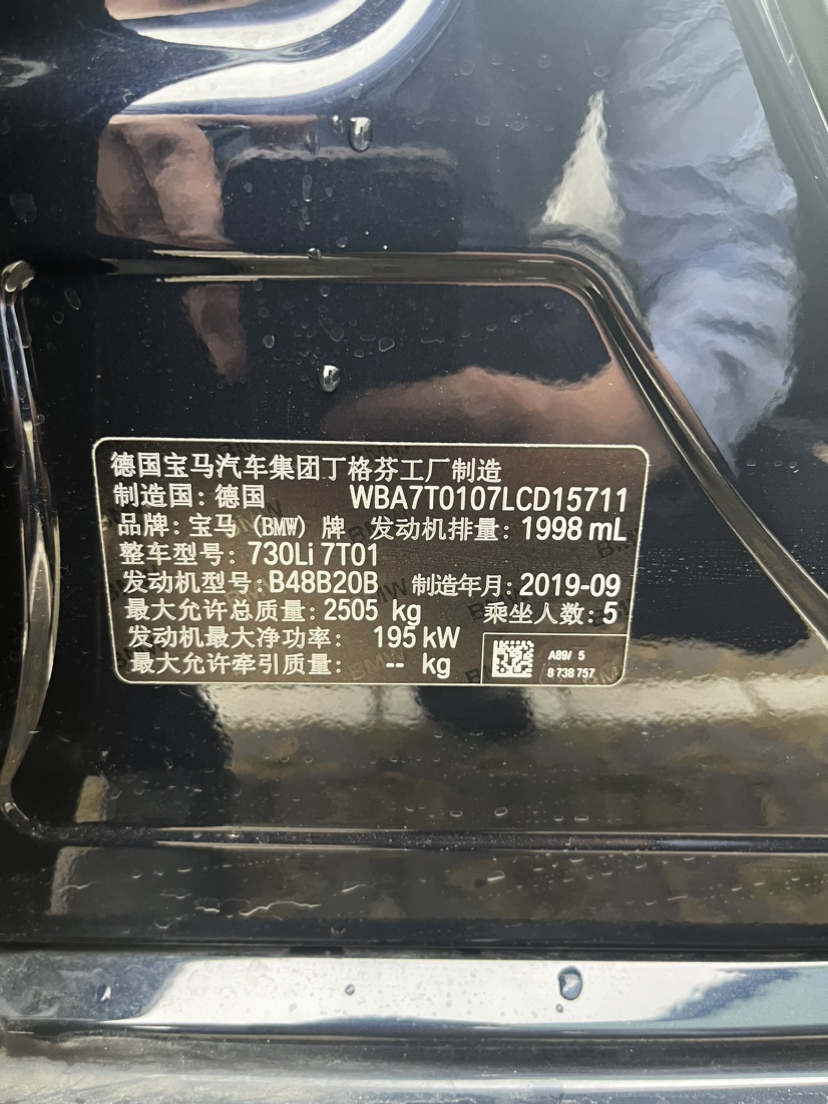 德国宝马汽车集团丁格芬工厂制造
制造国：德国 WBA7T0107LCD15711
品牌：宝马 (BMW) 牌 发动机排量：1998 mL
整车型号：730Li 7T01
发动机型号：B48B20B 制造年月：2019-09
最大允许总质量：2505 kg 乘坐人数：5
发动机最大净功率： 195 kW
最大允许牵引质量： -- kg
A89/ 5
8 738 757